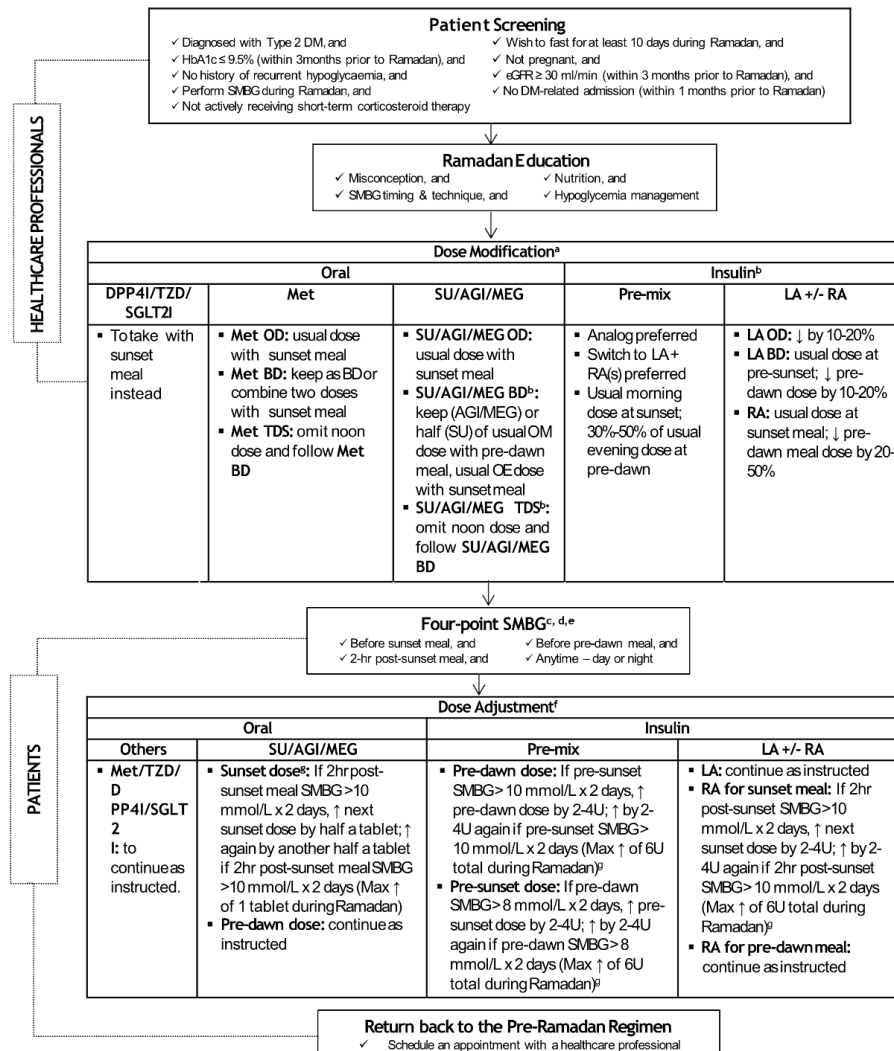 Patient Screening
✓ Diagnosed with Type 2 DM, and
✓ HbA1c ≤ 9.5% (within 3months prior to Ramadan), and
✓ No history of recurrent hypoglycaemia, and
✓ Perform SMBG during Ramadan, and
✓ Not actively receiving short-term corticosteroid therapy
✓ Wish to fast for at least 10 days during Ramadan, and
✓ Not pregnant, and
✓ eGFR ≥ 30 ml/min (within 3 months prior to Ramadan), and
✓ No DM-related admission (within 1 months prior to Ramadan)
HEALTHCARE PROFESSIONALS
Ramadan Education
✓ Misconception, and
✓ SMBG timing & technique, and
✓ Nutrition, and
✓ Hypoglycemia management
Dose Modificationᵃ
Oral
Insulinᵇ
DPP4I/TZD/
SGLT2I
Met
SU/AGI/MEG
Pre-mix
LA +/- RA
▪ To take with
sunset
meal
instead
▪ Met OD: usual dose
with sunset meal
▪ Met BD: keep as BD or
combine two doses
with sunset meal
▪ Met TDS: omit noon
dose and follow Met
BD
▪ SU/AGI/MEG OD:
usual dose with
sunset meal
▪ SU/AGI/MEG BDᵇ:
keep (AGI/MEG) or
half (SU) of usual OM
dose with pre-dawn
meal, usual OE dose
with sunset meal
▪ SU/AGI/MEG TDSᵇ:
omit noon dose and
follow SU/AGI/MEG
BD
▪ Analog preferred
▪ Switch to LA +
RA(s) preferred
▪ Usual morning
dose at sunset;
30%-50% of usual
evening dose at
pre-dawn
▪ LA OD: ↓ by 10-20%
▪ LA BD: usual dose at
pre-sunset; ↓ pre-
dawn dose by 10-20%
▪ RA: usual dose at
sunset meal; ↓ pre-
dawn meal dose by 20-
50%
Four-point SMBGᶜ, ᵈ, ᵉ
✓ Before sunset meal, and
✓ 2-hr post-sunset meal, and
✓ Before pre-dawn meal, and
✓ Anytime – day or night
PATIENTS
Dose Adjustmentᶠ
Oral
Insulin
Others
SU/AGI/MEG
Pre-mix
LA +/- RA
▪ Met/TZD/
D
PP4I/SGLT
2
I: to
continue as
instructed.
▪ Sunset doseᵍ: If 2hr post-
sunset meal SMBG >10
mmol/L x 2 days, ↑ next
sunset dose by half a tablet; ↑
again by another half a tablet
if 2hr post-sunset meal SMBG
>10 mmol/L x 2 days (Max ↑
of 1 tablet during Ramadan)
▪ Pre-dawn dose: continue as
instructed
▪ Pre-dawn dose: If pre-sunset
SMBG > 10 mmol/L x 2 days, ↑
pre-dawn dose by 2-4U; ↑ by 2-
4U again if pre-sunset SMBG >
10 mmol/L x 2 days (Max ↑ of 6U
total during Ramadan)ᵍ
▪ Pre-sunset dose: If pre-dawn
SMBG > 8 mmol/L x 2 days, ↑ pre-
sunset dose by 2-4U; ↑ by 2-4U
again if pre-dawn SMBG > 8
mmol/L x 2 days (Max ↑ of 6U
total during Ramadan)ᵍ
▪ LA: continue as instructed
▪ RA for sunset meal: If 2hr
post-sunset SMBG >10
mmol/L x 2 days, ↑ next
sunset dose by 2-4U; ↑ by 2-
4U again if 2hr post-sunset
SMBG > 10 mmol/L x 2 days
(Max ↑ of 6U total during
Ramadan)ᵍ
▪ RA for pre-dawn meal:
continue as instructed
Return back to the Pre-Ramadan Regimen
✓ Schedule an appointment with a healthcare professional